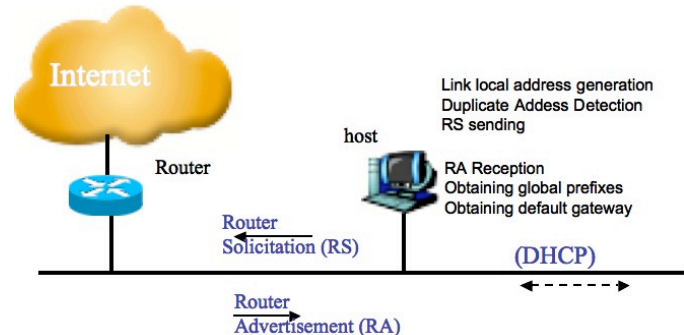 Internet
Link local address generation
Duplicate Addess Detection
RS sending
host
Router
RA Reception
Obtaining global prefixes
Obtaining default gateway
Router
Solicitation (RS)
(DHCP)
Router
Advertisement (RA)